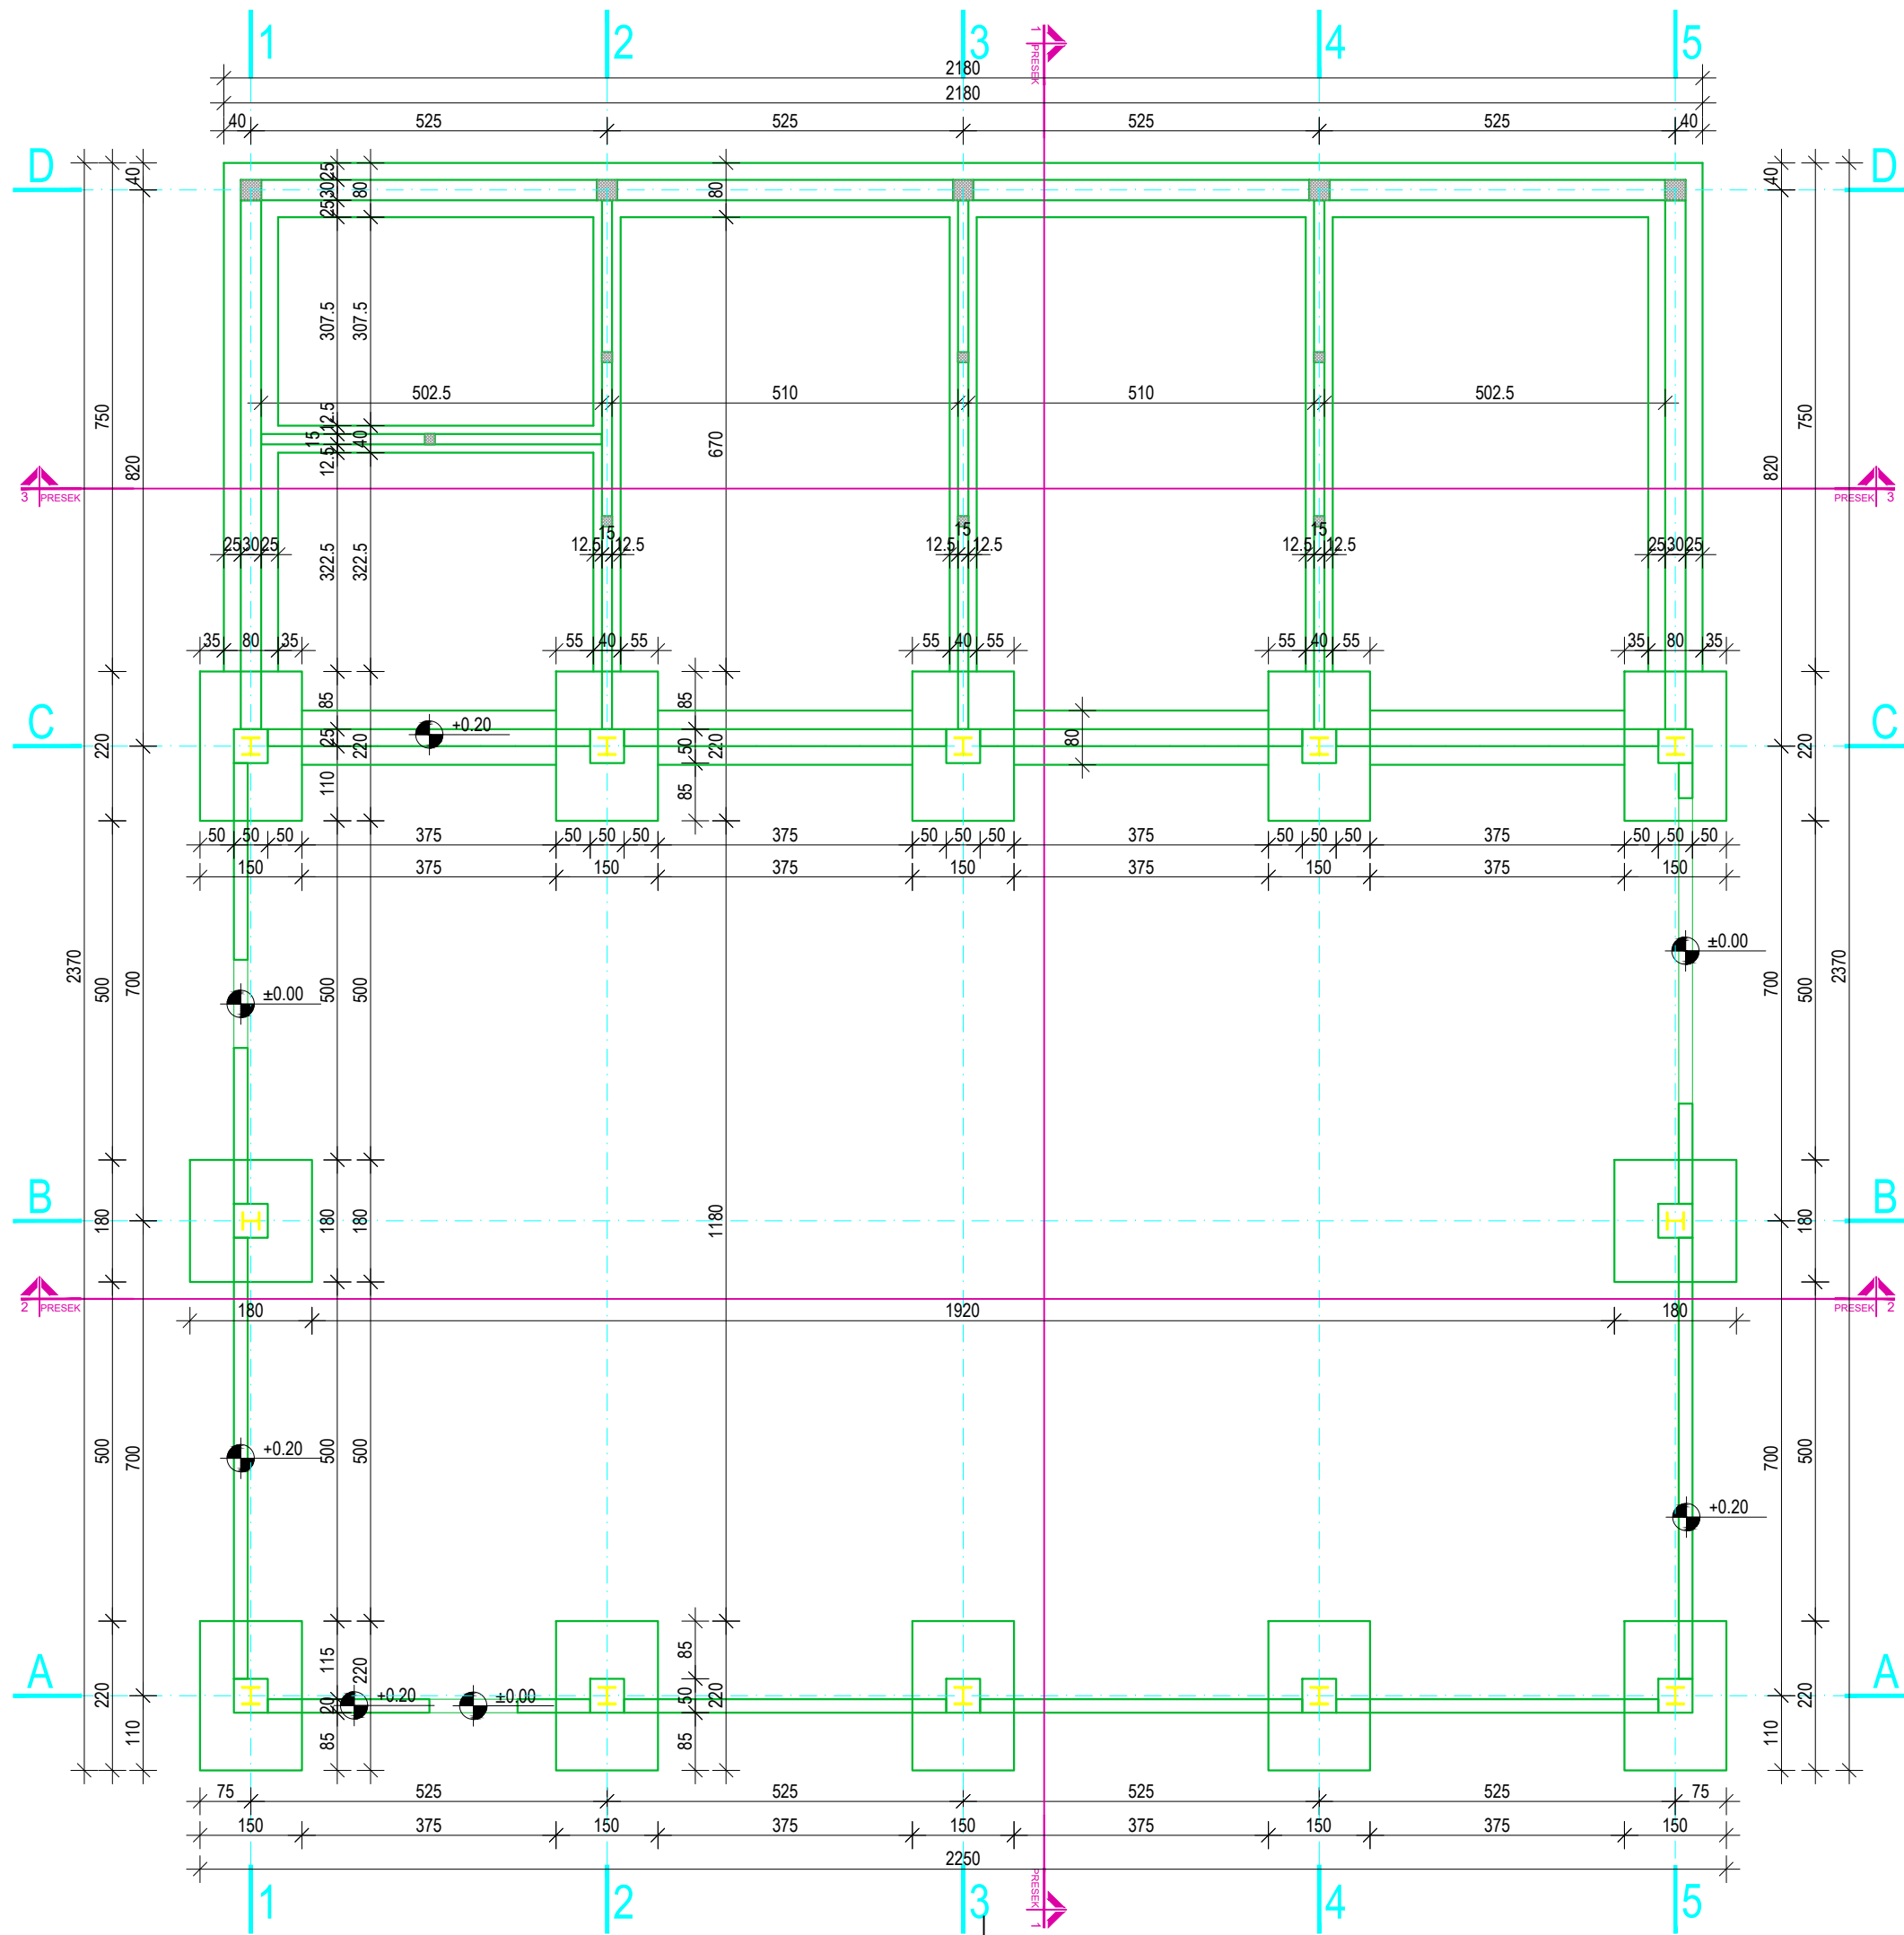 1 2 3 4 5
1 PRESEK
2180
2180
40 525 525 525 525 40
D D
40 25 30 25 80 80 40
307.5 307.5
502.5 510 510 502.5
750 820 12.5 15 12.5 40 670 820 750
3 PRESEK PRESEK 3
25 30 25 12.5 15 12.5 12.5 15 12.5 12.5 15 12.5 25 30 25
322.5 322.5
35 80 35 55 40 55 55 40 55 55 40 55 35 80 35
C C
220 85 25 110 220 +0.20 85 50 85 220 80 220
50 50 50 375 50 50 50 375 50 50 50 375 50 50 50 375 50 50 50
150 375 150 375 150 375 150 375 150
±0.00
2370 500 700 ±0.00 500 500 700 500 2370
B B
180 180 180 1180 180
2 PRESEK PRESEK 2
180 1920 180
500 700 +0.20 500 500 700 500
+0.20
A A
220 110 115 20 85 220 +0.20 ±0.00 85 50 85 220 110 220
75 525 525 525 525 75
150 375 150 375 150 375 150 375 150
2250
PRESEK 1
1 2 3 4 5